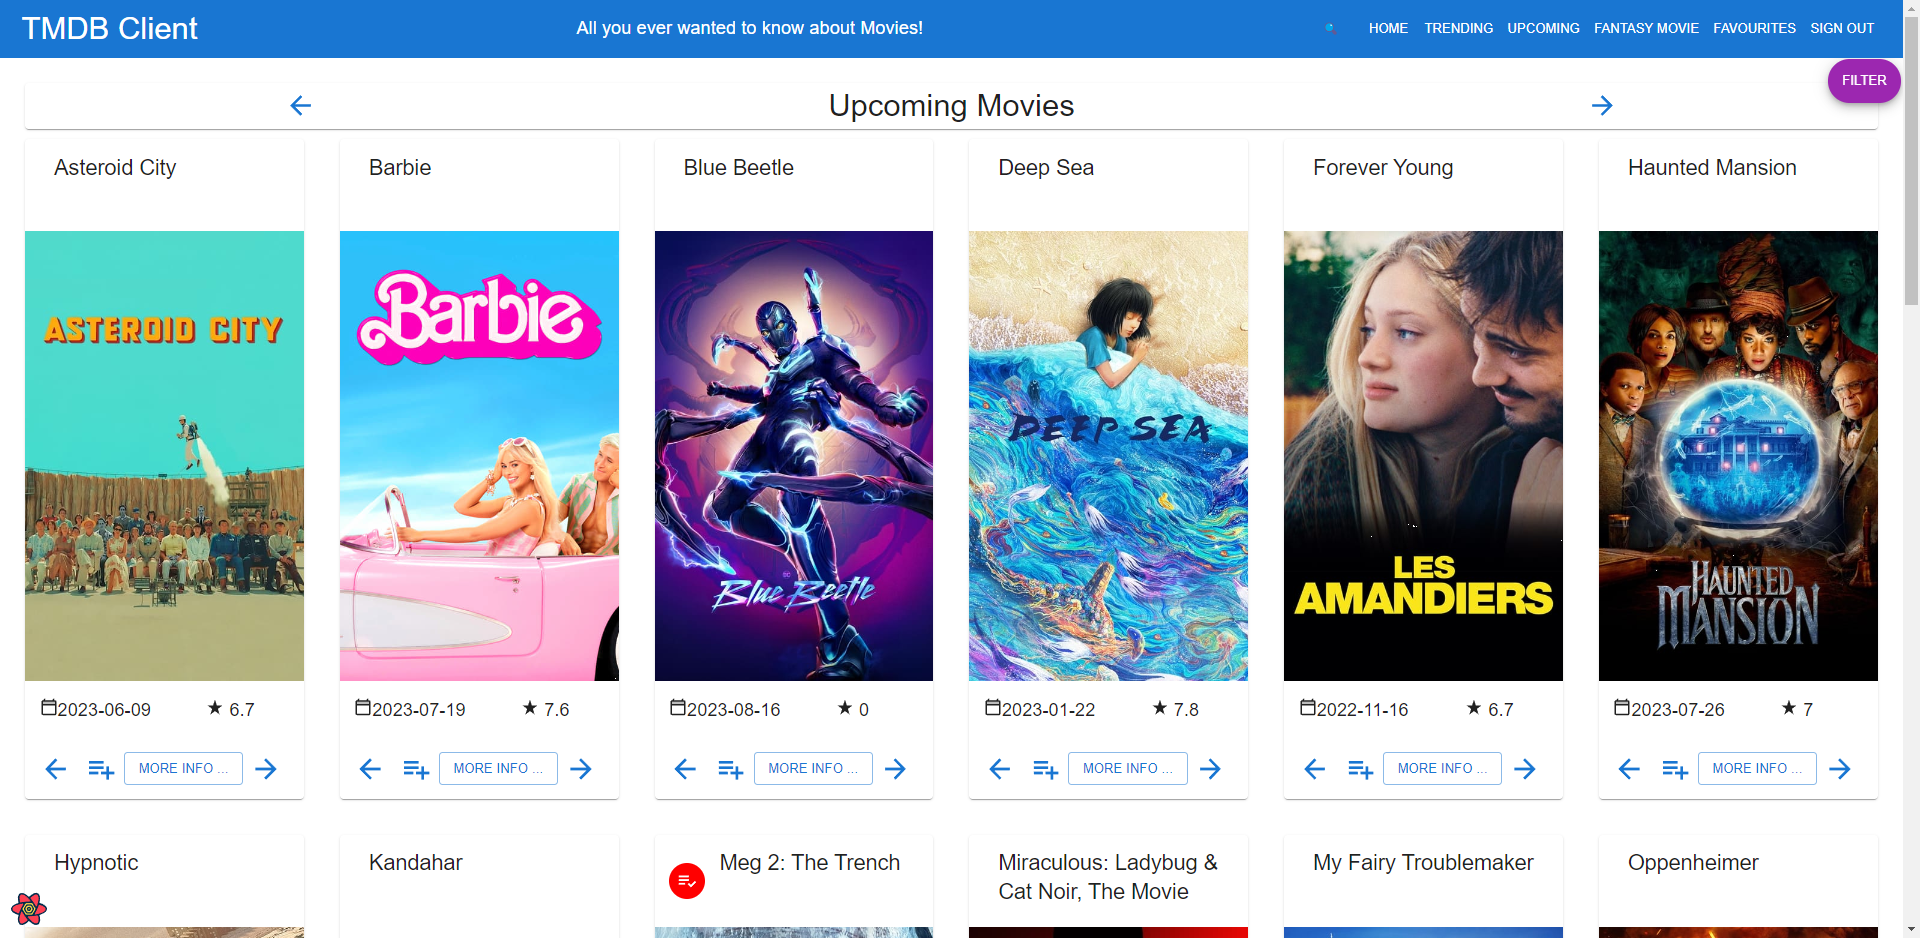 TMDB Client
All you ever wanted to know about Movies!
HOME TRENDING UPCOMING FANTASY MOVIE FAVOURITES SIGN OUT
FILTER
Upcoming Movies
Asteroid City
Barbie
Blue Beetle
Deep Sea
Forever Young
Haunted Mansion
ASTEROID CITY
Barbie
Blue Beetle
DEEP SEA
LES
AMANDIERS
HAUNTED
MANSION
2023-06-09 6.7
2023-07-19 7.6
2023-08-16 0
2023-01-22 7.8
2022-11-16 6.7
2023-07-26 7
MORE INFO ...
MORE INFO ...
MORE INFO ...
MORE INFO ...
MORE INFO ...
MORE INFO ...
Hypnotic
Kandahar
Meg 2: The Trench
Miraculous: Ladybug &
Cat Noir, The Movie
My Fairy Troublemaker
Oppenheimer